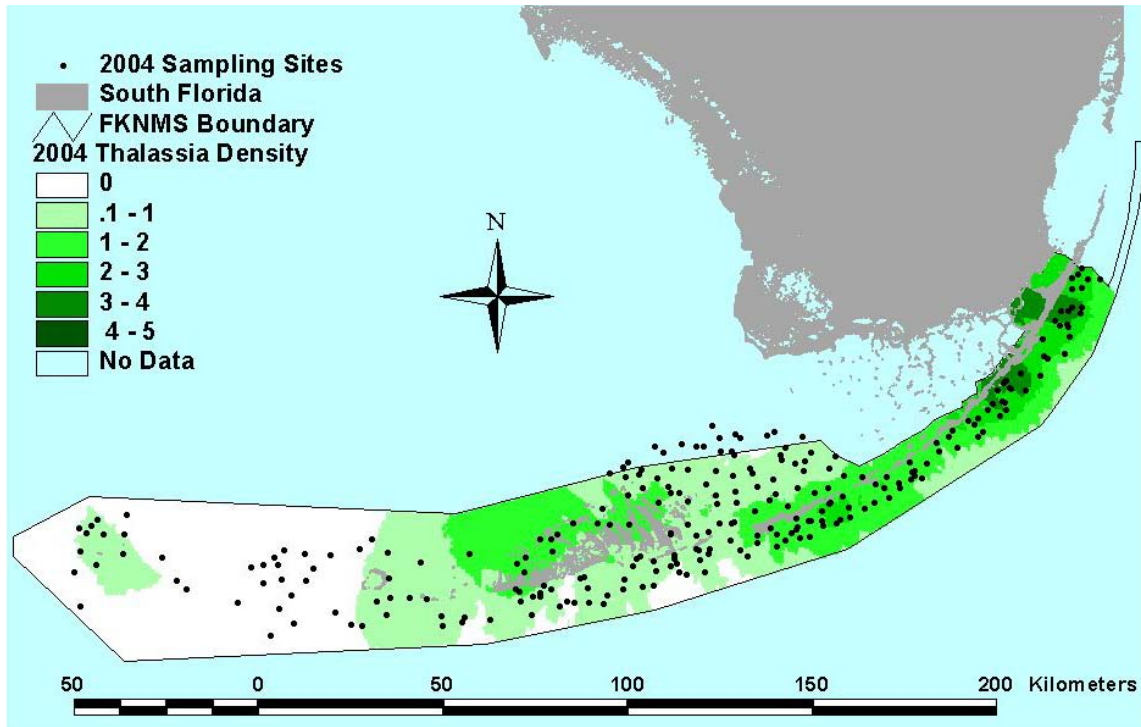 2004 Sampling Sites
South Florida
FKNMS Boundary
2004 Thalassia Density
0
.1 - 1
1 - 2
2 - 3
3 - 4
4 - 5
No Data
N
50 0 50 100 150 200 Kilometers